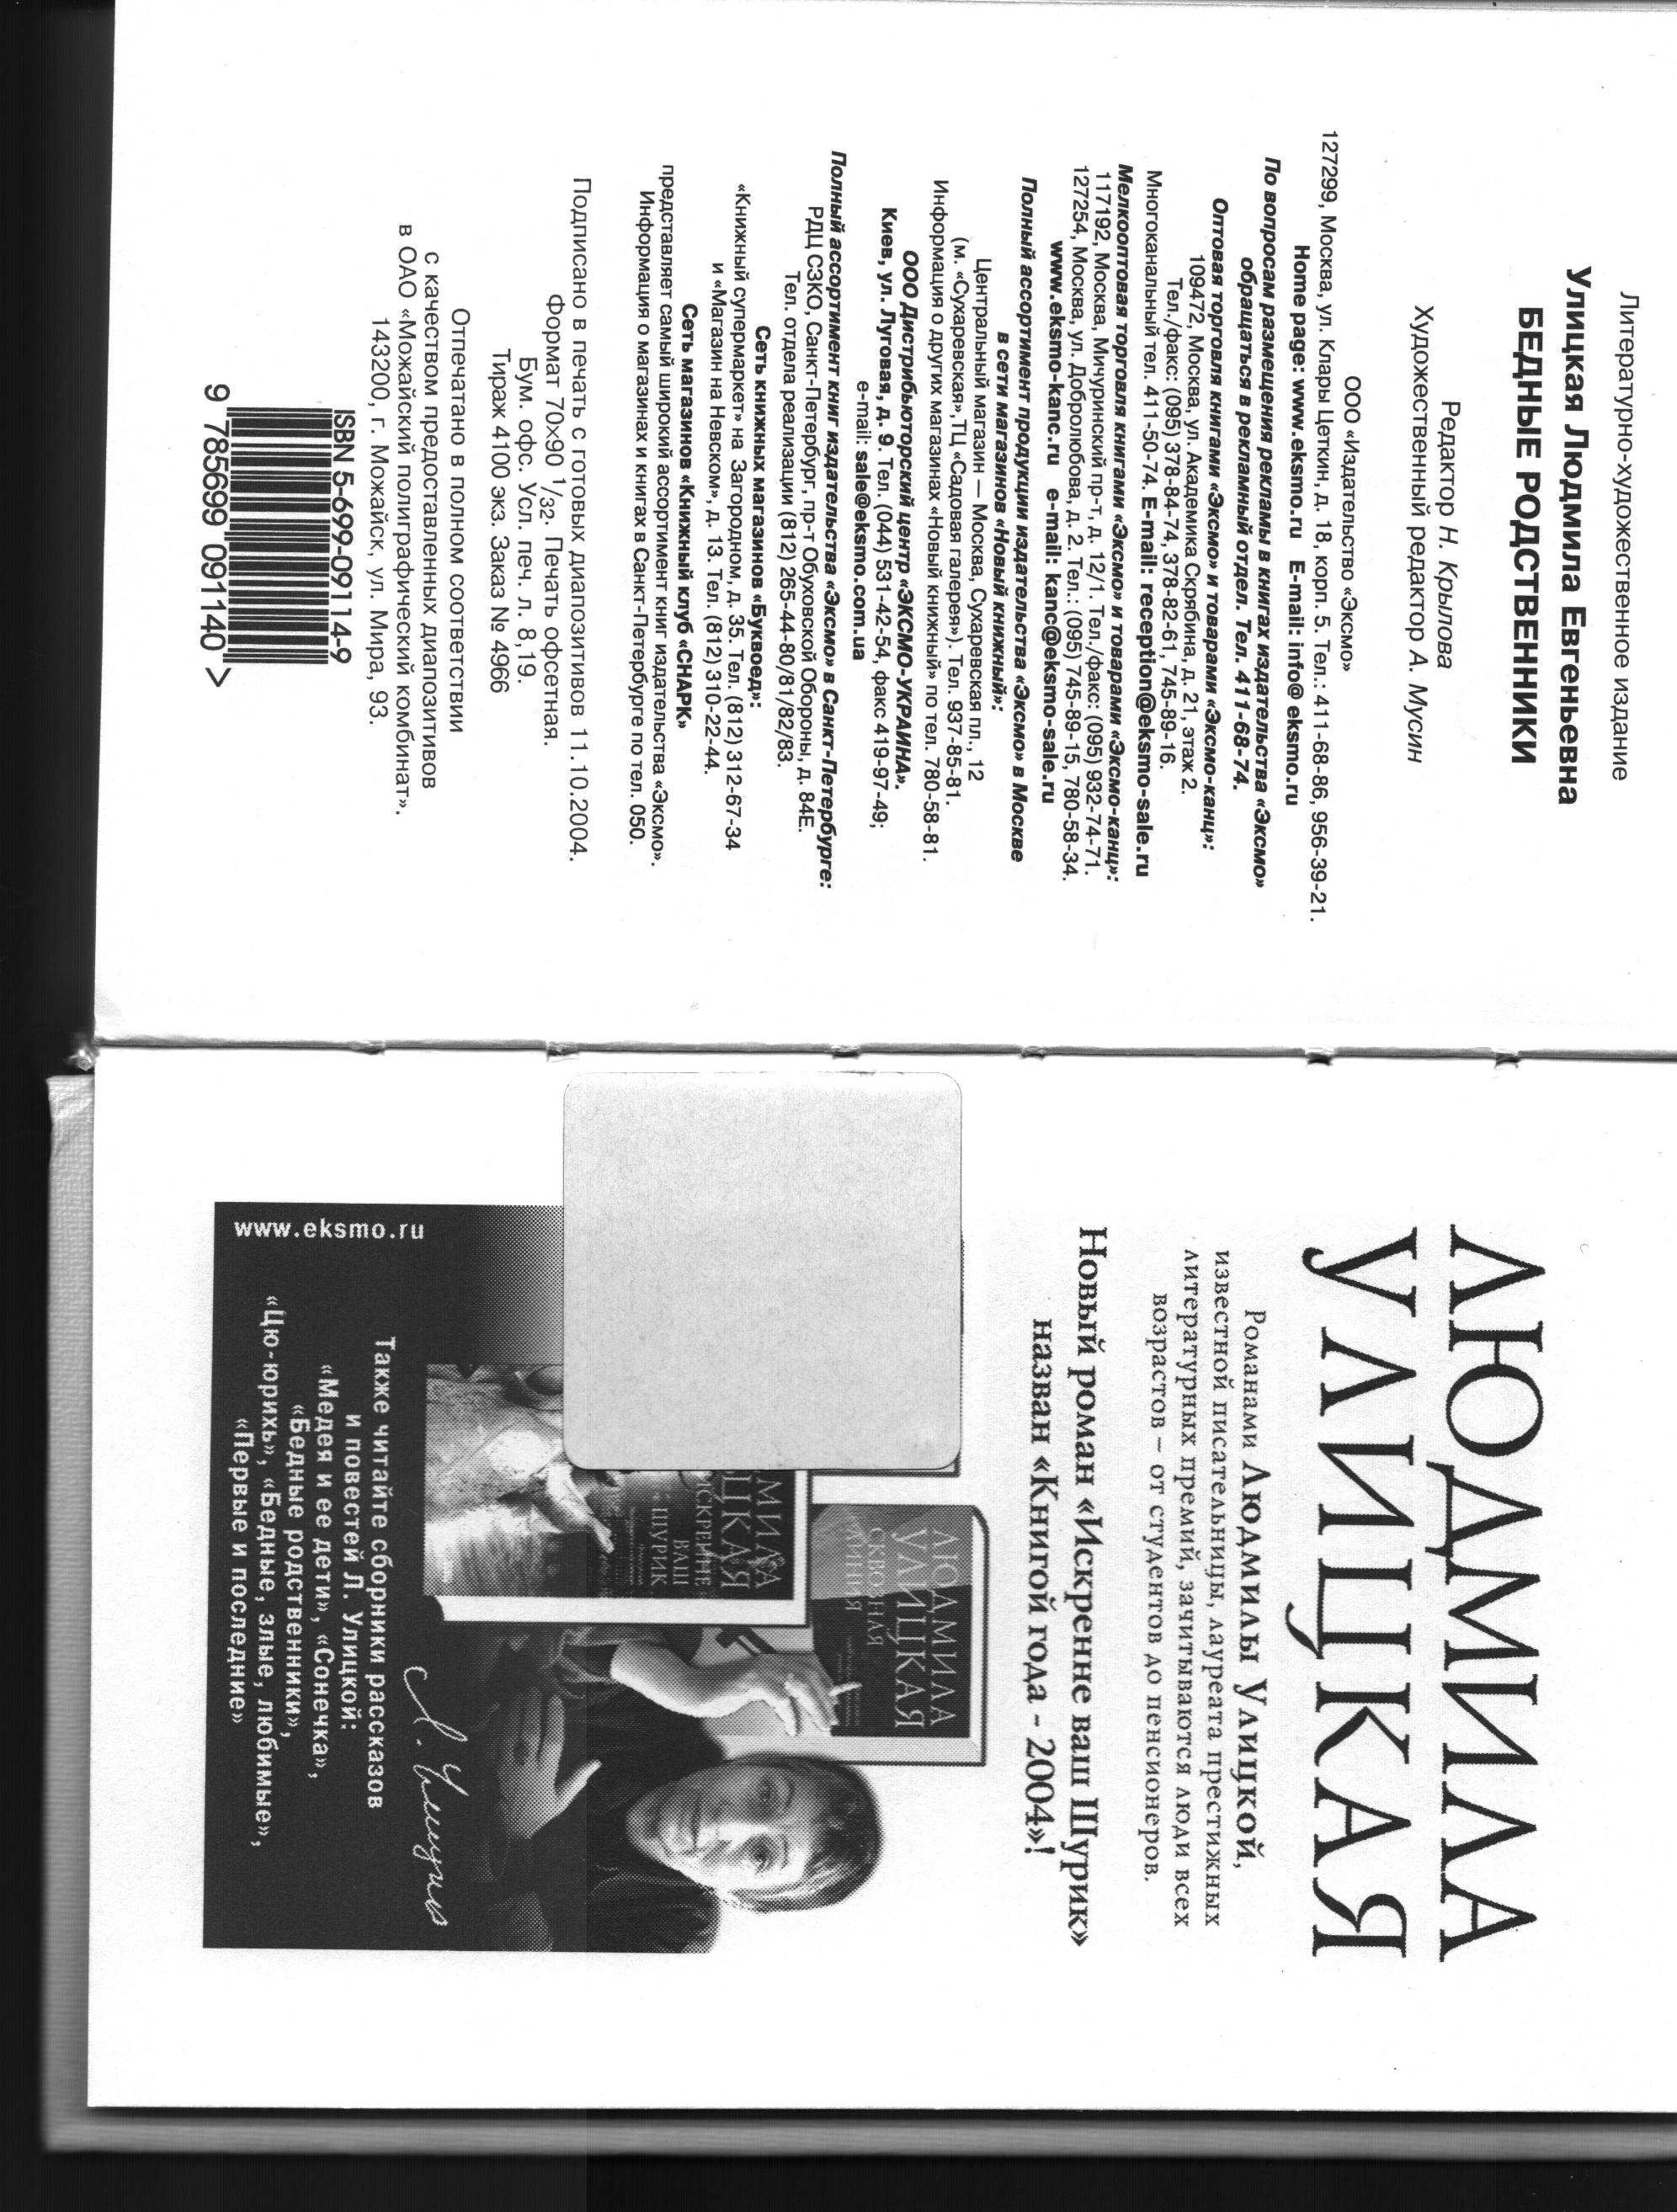 Литературно-художественное издание
Улицкая Людмила Евгеньевна
БЕДНЫЕ РОДСТВЕННИКИ
Редактор Н. Крылова
Художественный редактор А. Мусин
ООО «Издательство «Эксмо»
127299, Москва, ул. Клары Цеткин, д. 18, корп. 5. Тел.: 411-68-86, 956-39-21.
Home page: www.eksmo.ru E-mail: info@ eksmo.ru
По вопросам размещения рекламы в книгах издательства «Эксмо»
обращаться в рекламный отдел. Тел. 411-68-74.
Оптовая торговля книгами «Эксмо» и товарами «Эксмо-канц»:
109472, Москва, ул. Академика Скрябина, д. 21, этаж 2.
Тел./факс: (095) 378-84-74, 378-82-61, 745-89-16.
Многоканальный тел. 411-50-74. E-mail: reception@eksmo-sale.ru
Мелкооптовая торговля книгами «Эксмо» и товарами «Эксмо-канц»:
117192, Москва, Мичуринский пр-т, д. 12/1. Тел./факс: (095) 932-74-71.
127254, Москва, ул. Добролюбова, д. 2. Тел.: (095) 745-89-15, 780-58-34.
www.eksmo-kanc.ru e-mail: kanc@eksmo-sale.ru
Полный ассортимент продукции издательства «Эксмо» в Москве
в сети магазинов «Новый книжный»:
Центральный магазин — Москва, Сухаревская пл., 12
(м. «Сухаревская», ТЦ «Садовая галерея»). Тел. 937-85-81.
Информация о других магазинах «Новый книжный» по тел. 780-58-81.
ООО Дистрибьюторский центр «ЭКСМО-УКРАИНА».
Киев, ул. Луговая, д. 9. Тел. (044) 531-42-54, факс 419-97-49;
e-mail: sale@eksmo.com.ua
Полный ассортимент книг издательства «Эксмо» в Санкт-Петербурге:
РДЦ СЗКО, Санкт-Петербург, пр-т Обуховской Обороны, д. 84Е.
Тел. отдела реализации (812) 265-44-80/81/82/83.
Сеть книжных магазинов «Буквоед»:
«Книжный супермаркет» на Загородном, д. 35. Тел. (812) 312-67-34
и «Магазин на Невском», д. 13. Тел. (812) 310-22-44.
Сеть магазинов «Книжный клуб «СНАРК»
представляет самый широкий ассортимент книг издательства «Эксмо».
Информация о магазинах и книгах в Санкт-Петербурге по тел. 050.
Подписано в печать с готовых диапозитивов 11.10.2004.
Формат 70x90 1/32. Печать офсетная.
Бум. офс. Усл. печ. л. 8,19.
Тираж 4100 экз. Заказ № 4966
Отпечатано в полном соответствии
с качеством предоставленных диапозитивов
в ОАО «Можайский полиграфический комбинат».
143200, г. Можайск, ул. Мира, 93.
ISBN 5-699-09114-9
9 785699 091140 >
ЛЮДМИЛА
УЛИЦКАЯ
Романами Людмилы Улицкой,
известной писательницы, лауреата престижных
литературных премий, зачитываются люди всех
возрастов – от студентов до пенсионеров.
Новый роман «Искренне ваш Шурик»
назван «Книгой года - 2004»!
ЛЮДМИЛА
УЛИЦКАЯ
СКВОЗНАЯ
ЛИНИЯ
МИЛА
ЦКАЯ
ИСКРЕННЕ
ВАШ
ШУРИК
Л. Улицкая
Также читайте сборники рассказов
и повестей Л. Улицкой:
«Медея и ее дети», «Сонечка»,
«Бедные родственники»,
«Цю-юрихь», «Бедные, злые, любимые»,
«Первые и последние»
www.eksmo.ru